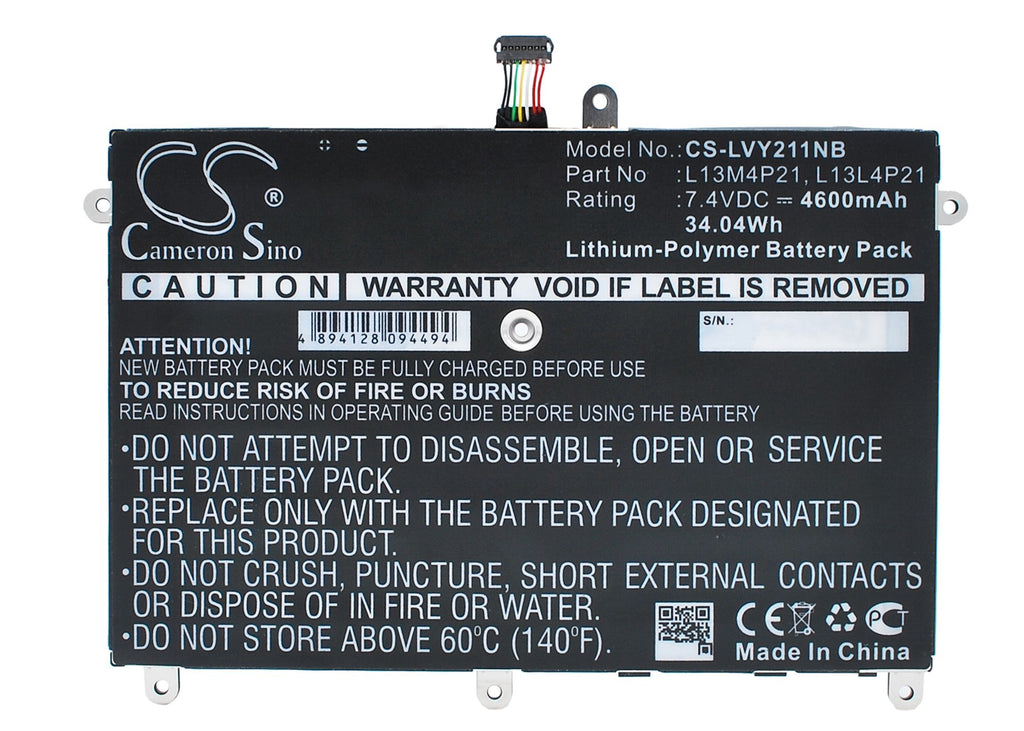 CS®
Cameron Sino
Model No.:CS-LVY211NB
Part No :L13M4P21, L13L4P21
Rating :7.4VDC ⎓ 4600mAh
34.04Wh
Lithium-Polymer Battery Pack
CAUTION WARRANTY VOID IF LABEL IS REMOVED
4 894128 094494
S/N.:
ATTENTION!
NEW BATTERY PACK MUST BE FULLY CHARGED BEFORE USE
TO REDUCE RISK OF FIRE OR BURNS
READ INSTRUCTIONS IN OPERATING GUIDE BEFORE USING THE BATTERY
•DO NOT ATTEMPT TO DISASSEMBLE, OPEN OR SERVICE
THE BATTERY PACK.
•REPLACE ONLY WITH THE BATTERY PACK DESIGNATED
FOR THIS PRODUCT.
•DO NOT CRUSH, PUNCTURE, SHORT EXTERNAL CONTACTS
OR DISPOSE OF IN FIRE OR WATER.
•DO NOT STORE ABOVE 60°C (140°F).
CE PCT
Made In China